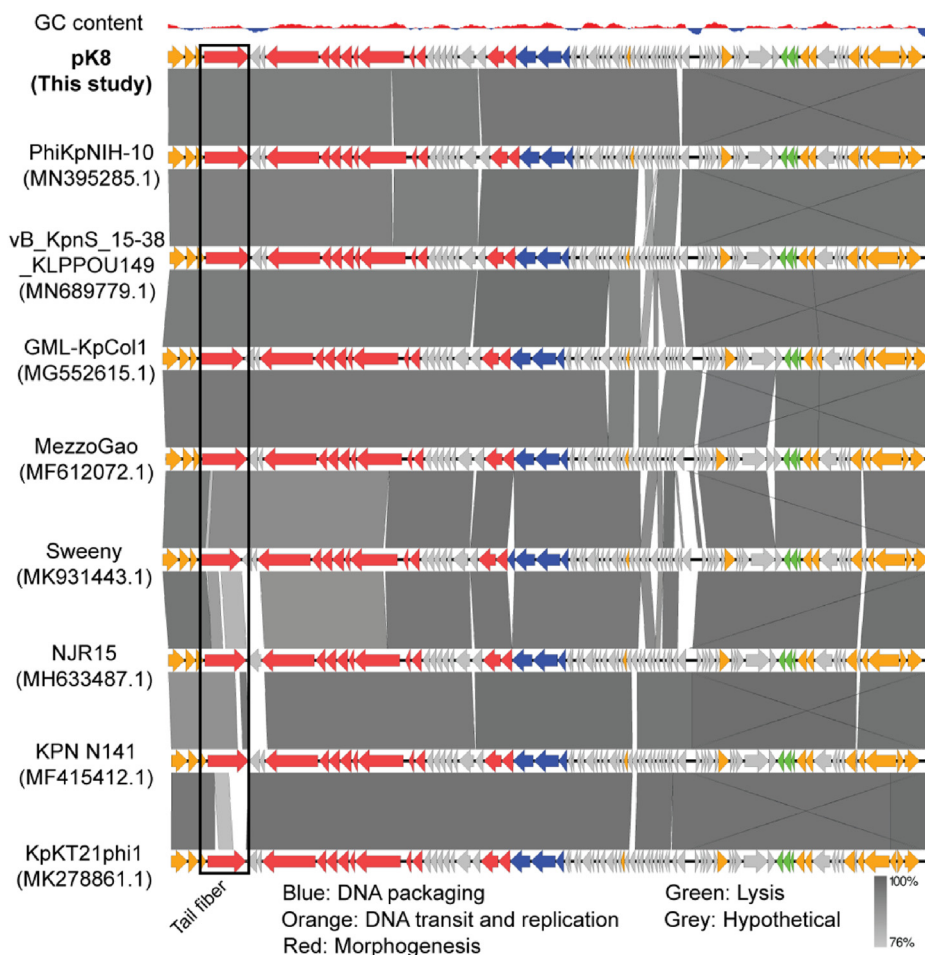 GC content
pK8
(This study)
PhiKpNIH-10
(MN395285.1)
vB_KpnS_15-38
_KLPPOU149
(MN689779.1)
GML-KpCol1
(MG552615.1)
MezzoGao
(MF612072.1)
Sweeny
(MK931443.1)
NJR15
(MH633487.1)
KPN N141
(MF415412.1)
KpKT21phi1
(MK278861.1)
Tail fiber
Blue: DNA packaging
Orange: DNA transit and replication
Red: Morphogenesis
Green: Lysis
Grey: Hypothetical
100%
76%